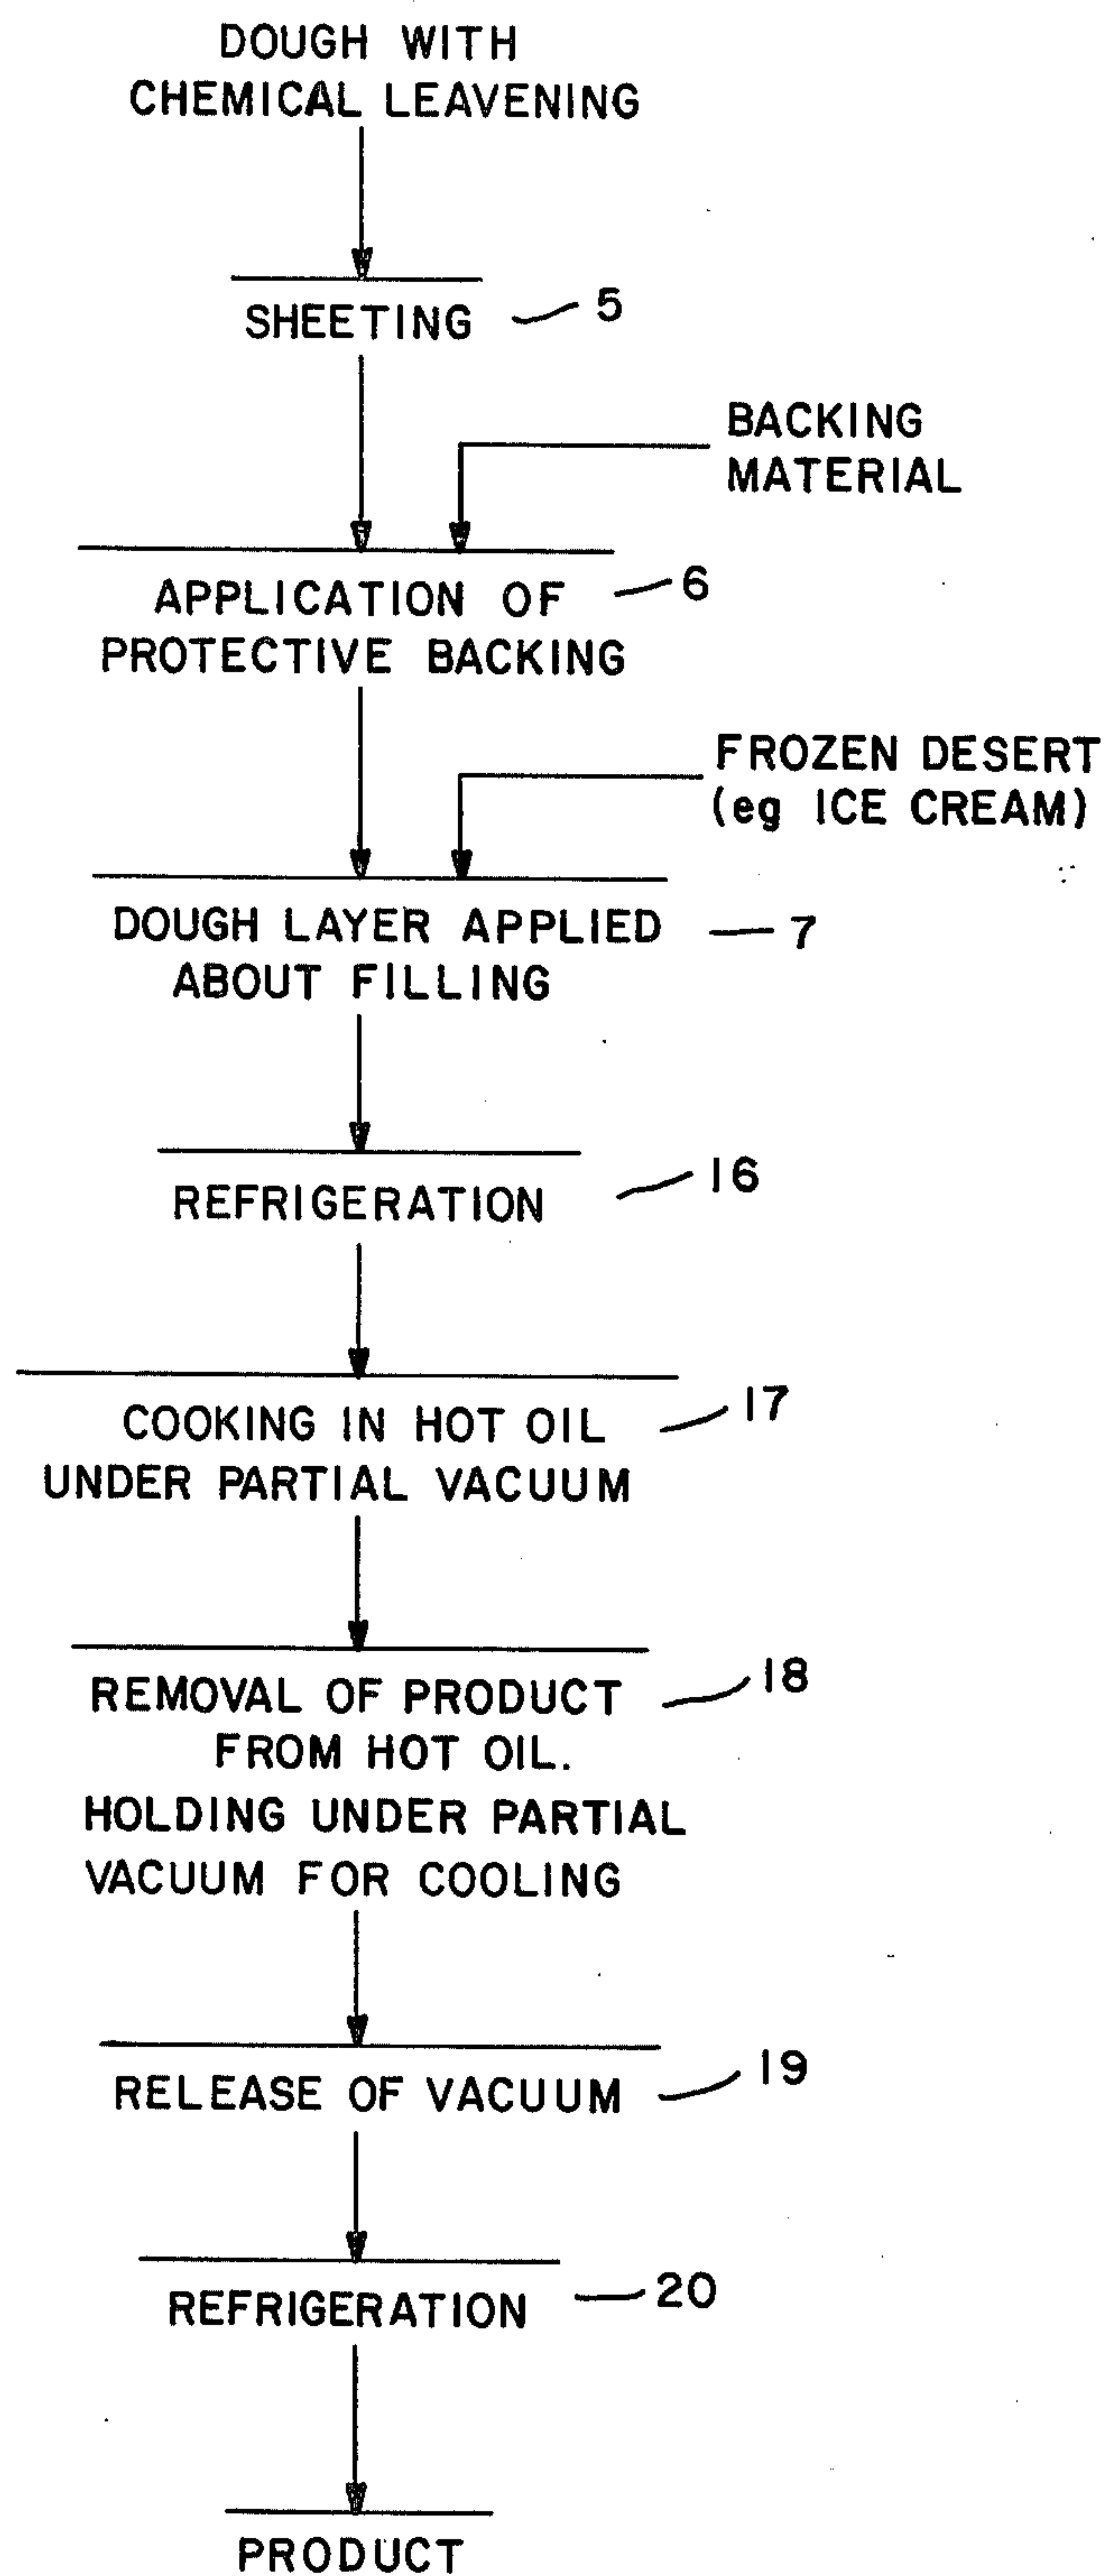 DOUGH WITH
CHEMICAL LEAVENING
SHEETING 5
BACKING
MATERIAL
APPLICATION OF 6
PROTECTIVE BACKING
FROZEN DESERT
(eg ICE CREAM)
DOUGH LAYER APPLIED 7
ABOUT FILLING
REFRIGERATION 16
COOKING IN HOT OIL 17
UNDER PARTIAL VACUUM
REMOVAL OF PRODUCT 18
FROM HOT OIL.
HOLDING UNDER PARTIAL
VACUUM FOR COOLING
RELEASE OF VACUUM 19
REFRIGERATION 20
PRODUCT